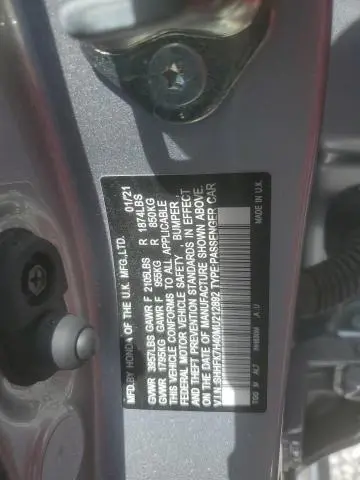 MFD.BY HONDA OF THE U.K. MFG.,LTD. 01/21
GVWR 3957LBS GAWR F 2105LBS R 1874LBS
GVWR 1795KG GAWR F 955KG R 850KG
THIS VEHICLE CONFORMS TO ALL APPLICABLE
FEDERAL MOTOR VEHICLE SAFETY , BUMPER,
AND THEFT PREVENTION STANDARDS IN EFFECT
ON THE DATE OF MANUFACTURE SHOWN ABOVE.
V.I.N.:SHHFK7H40MU212892 TYPE:PASSENGER CAR
MADE IN U.K.
TGG M A17